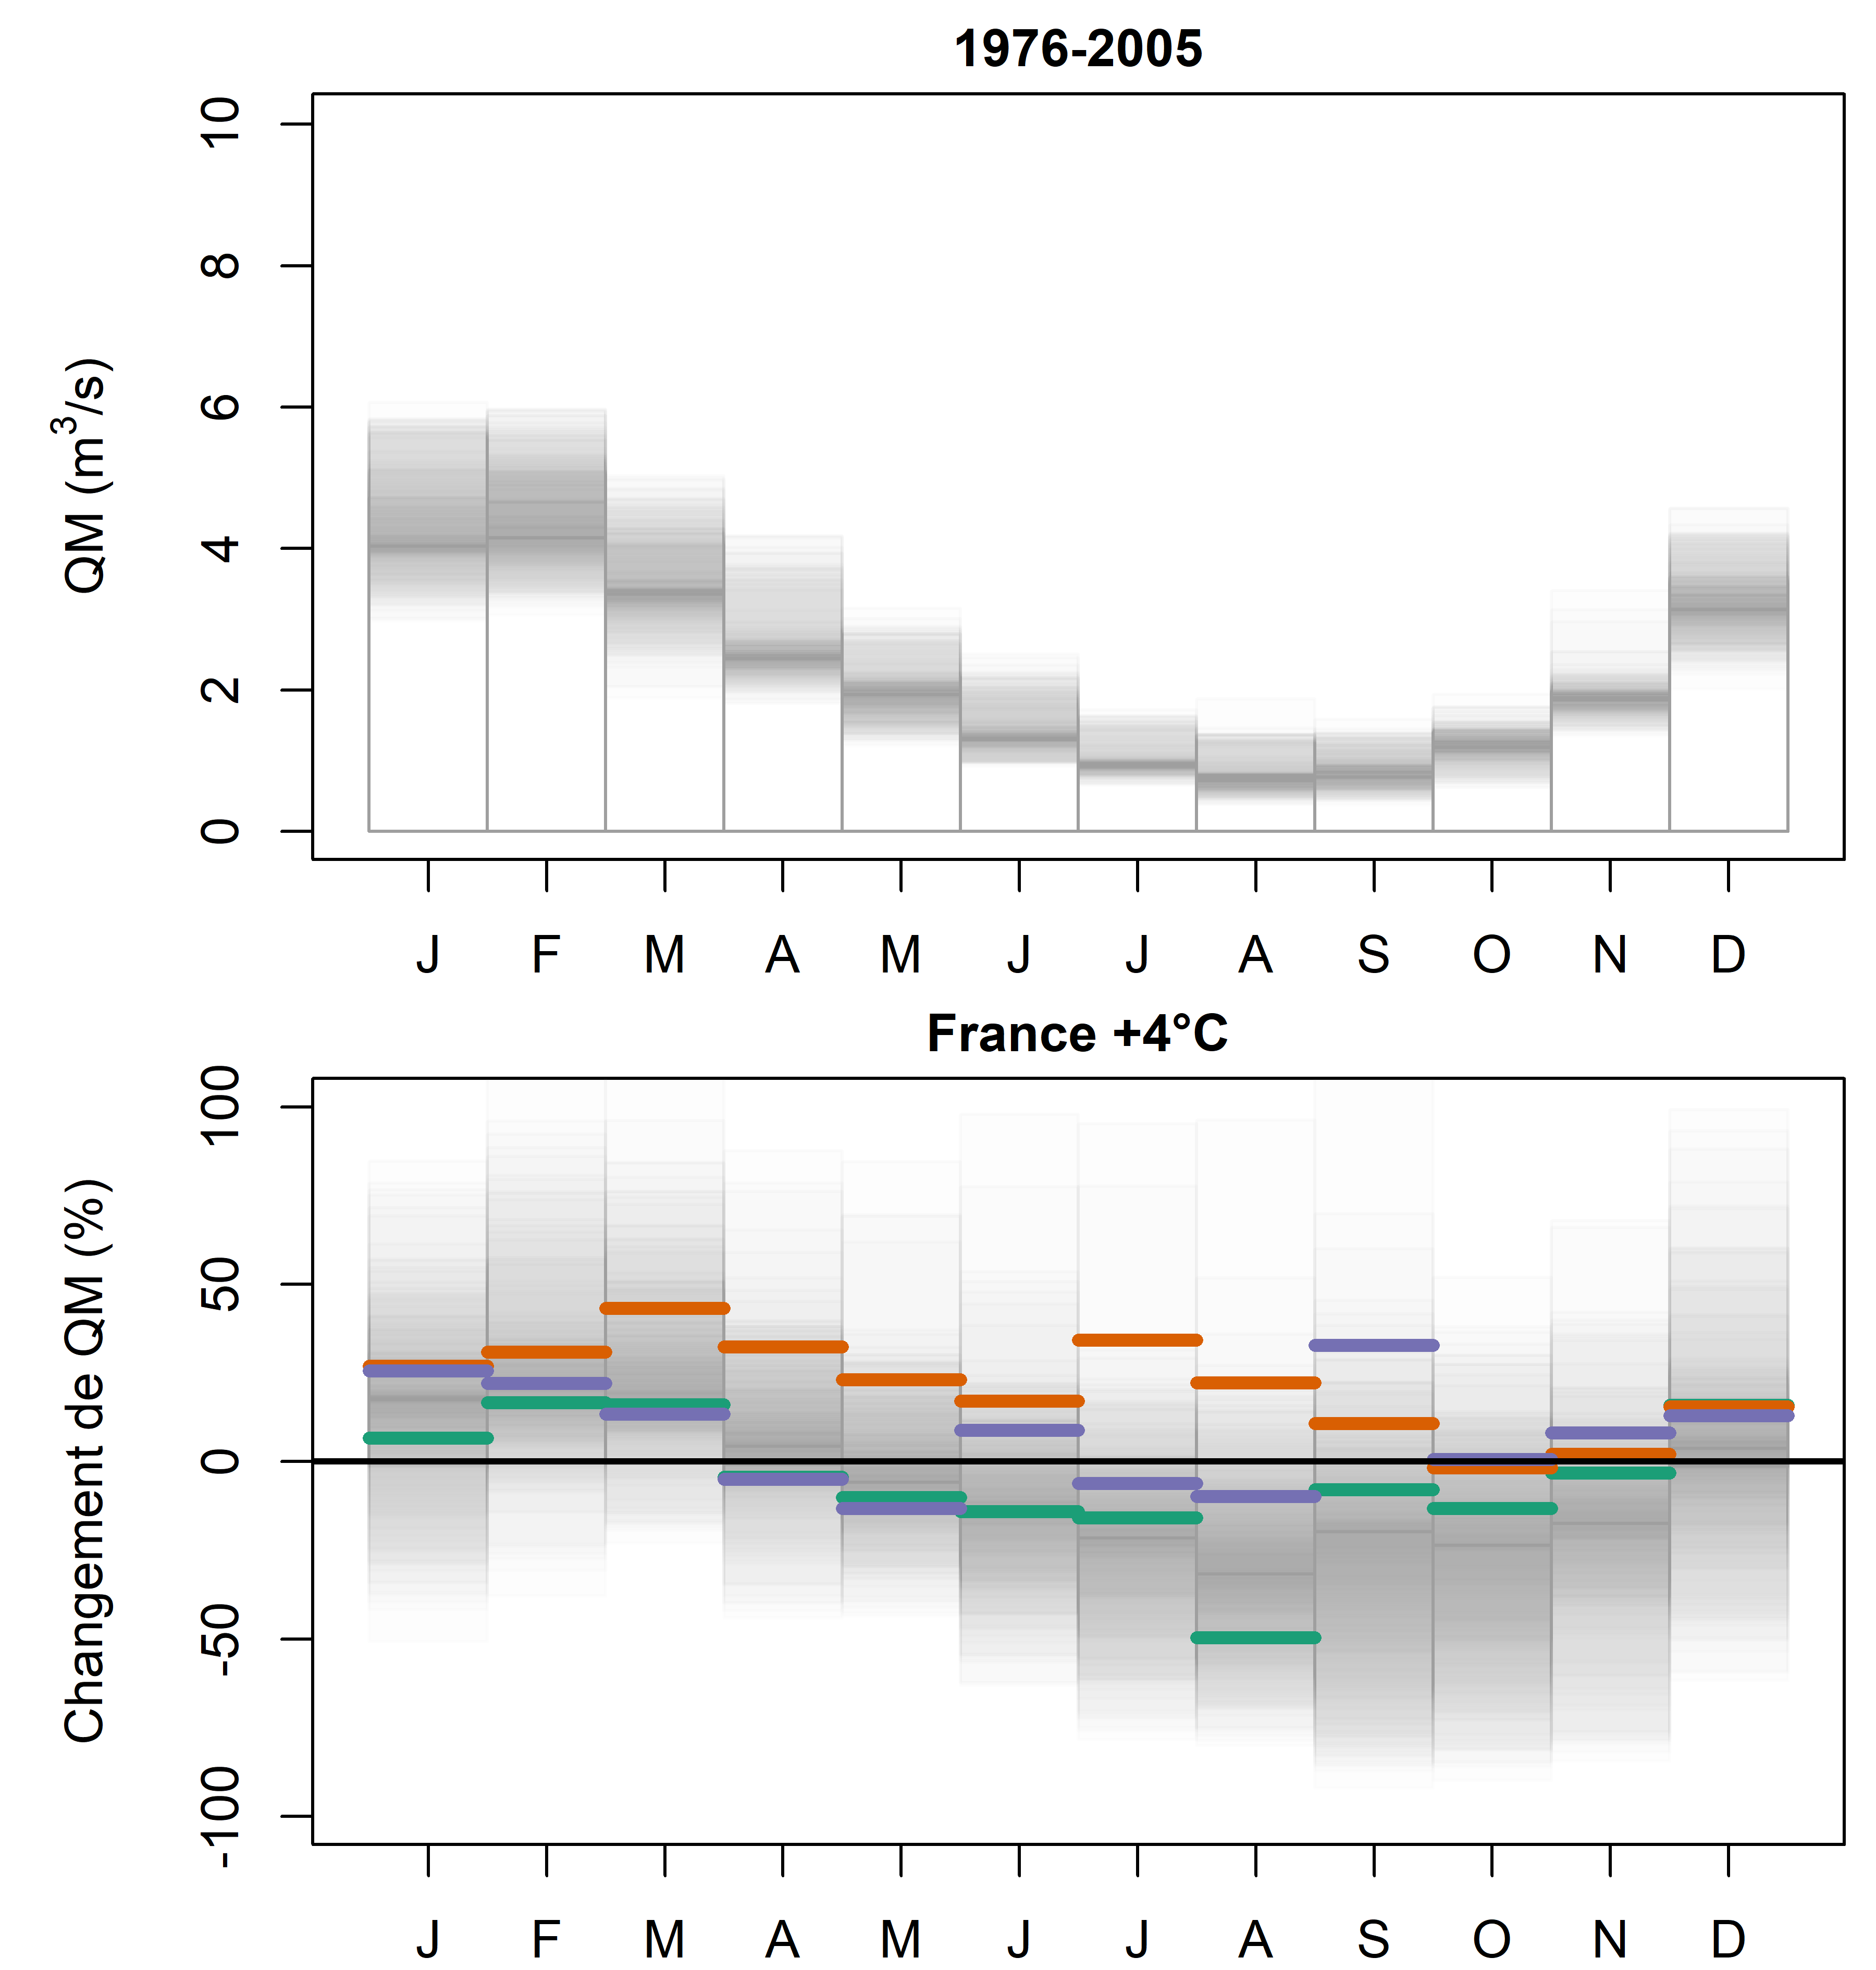 1976-2005
QM (m³/s)
10
8
6
4
2
0
J F M A M J J A S O N D
France +4°C
Changement de QM (%)
100
50
0
-50
-100
J F M A M J J A S O N D